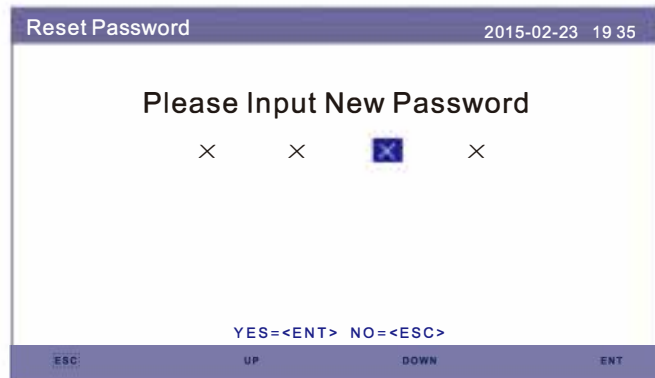 Reset Password 2015-02-23 19 35
Please Input New Password
× × × ×
YES=<ENT> NO=<ESC>
ESC UP DOWN ENT